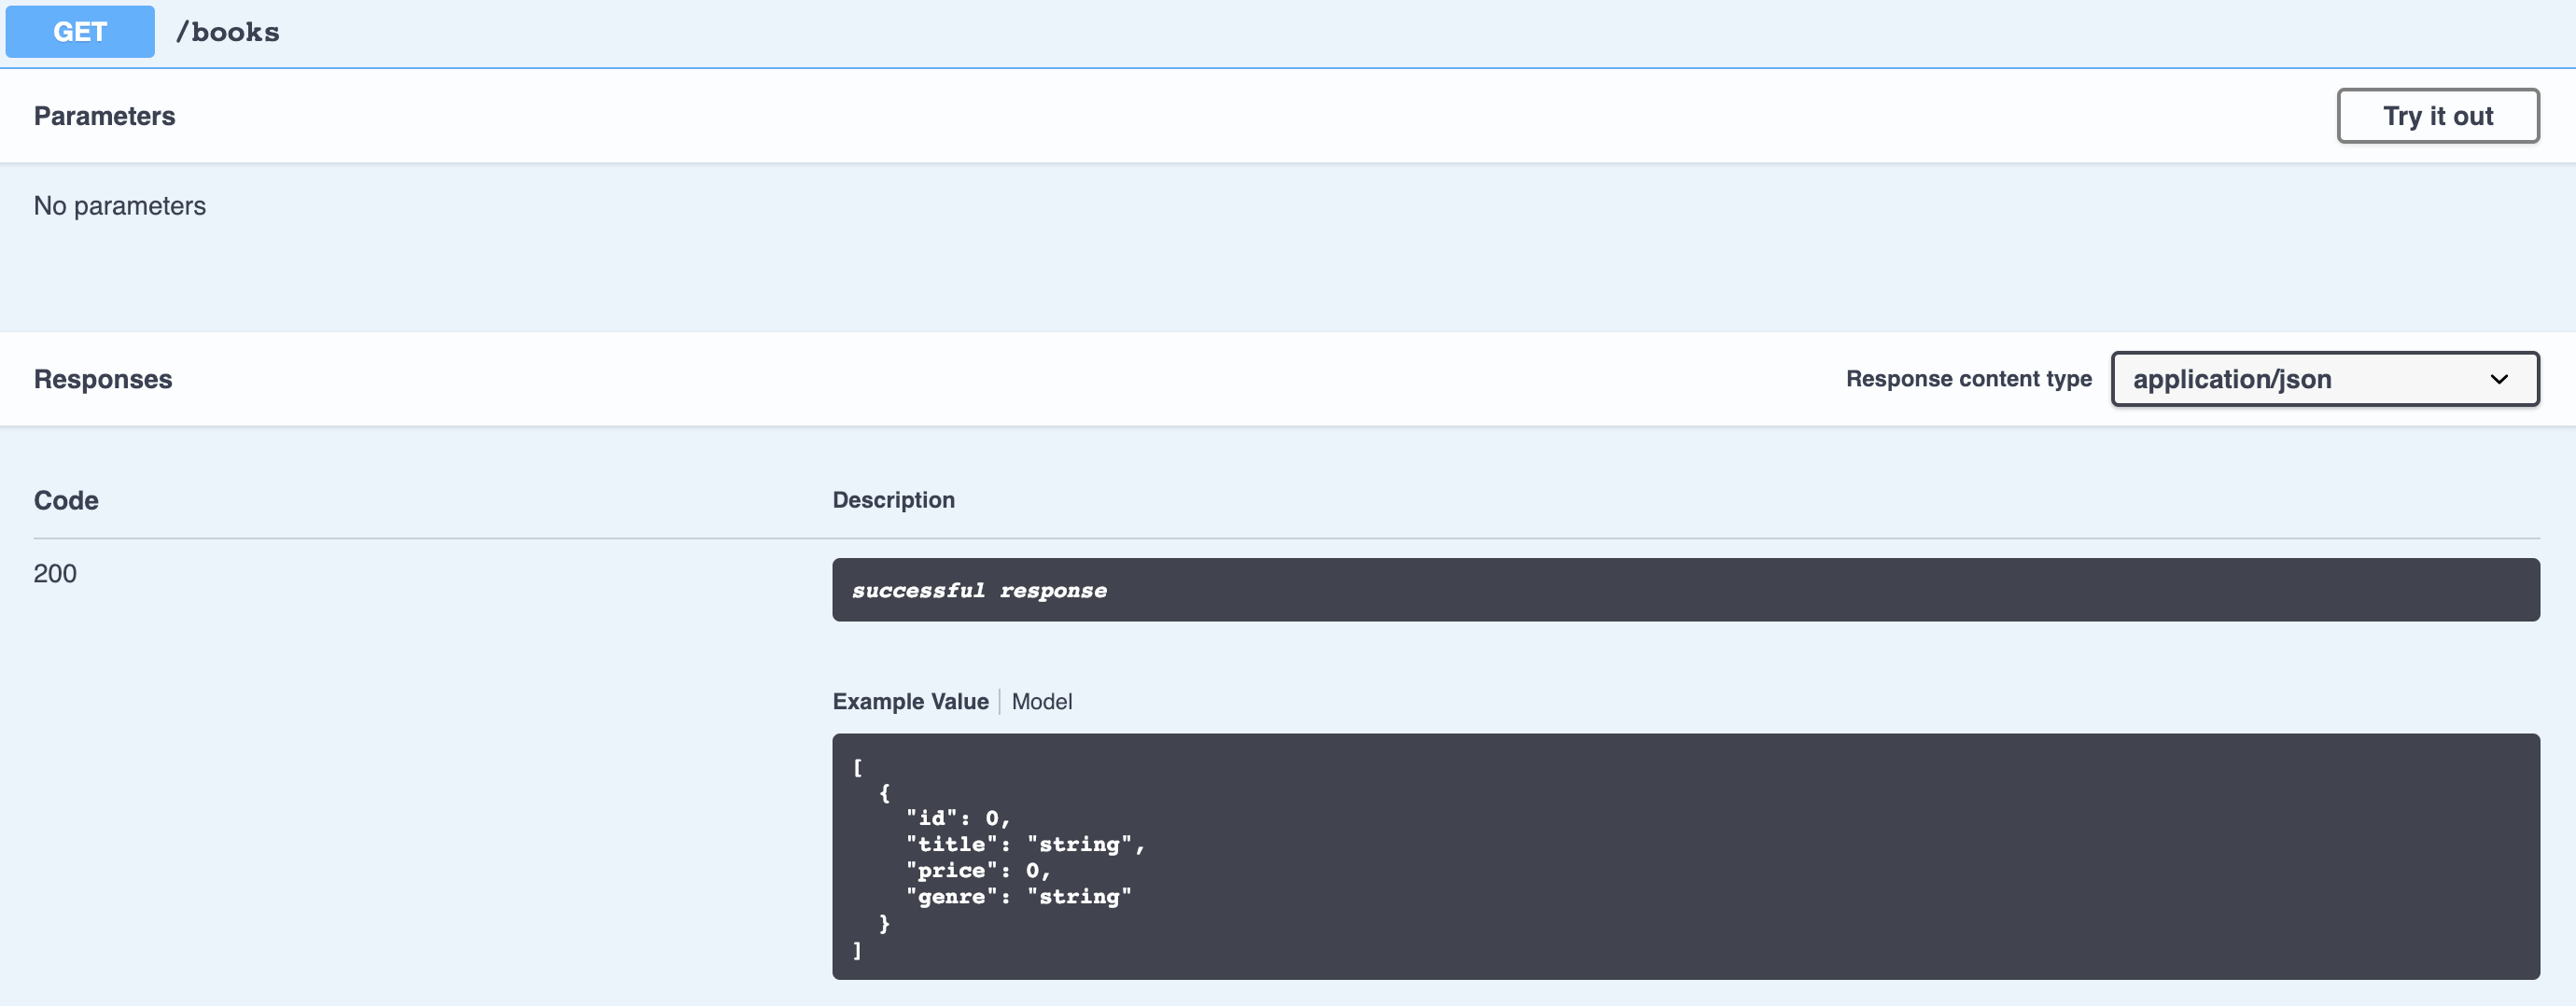 GET /books
Parameters
Try it out
No parameters
Responses
Response content type application/json
Code Description
200
successful response
Example Value Model
[
  {
    "id": 0,
    "title": "string",
    "price": 0,
    "genre": "string"
  }
]